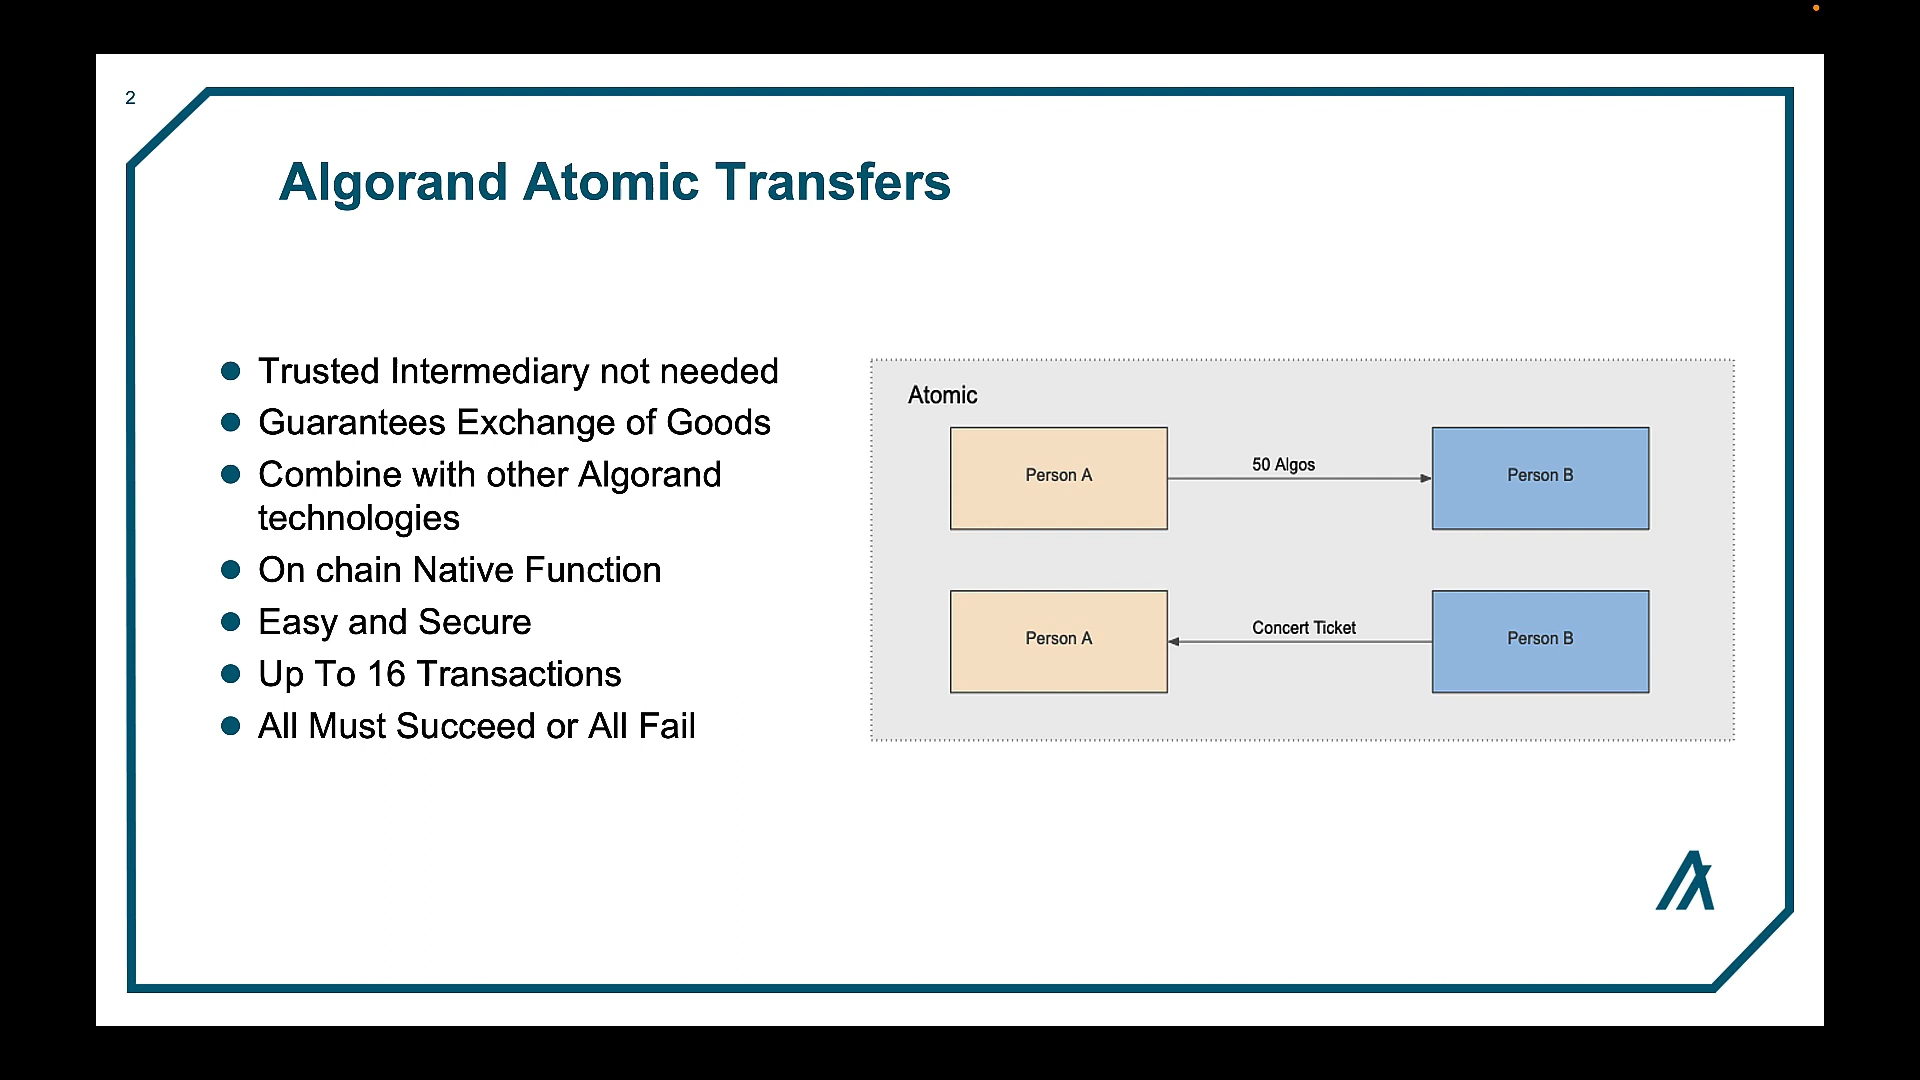 2
Algorand Atomic Transfers
Trusted Intermediary not needed
Guarantees Exchange of Goods
Combine with other Algorand
technologies
On chain Native Function
Easy and Secure
Up To 16 Transactions
All Must Succeed or All Fail
Atomic
Person A
50 Algos
Person B
Person A
Concert Ticket
Person B